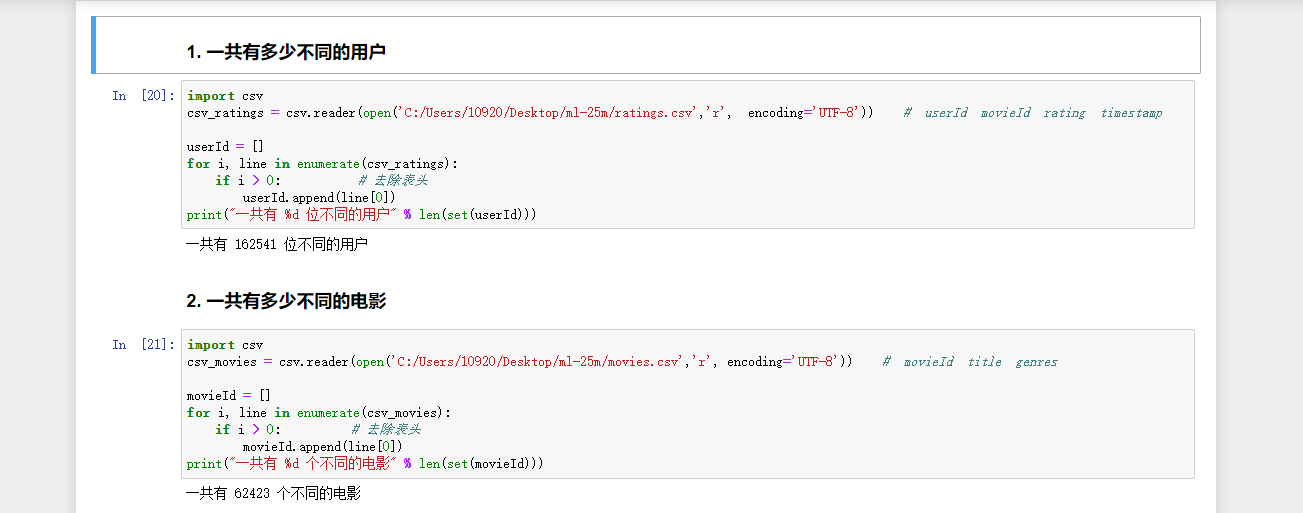 1. 一共有多少不同的用户
In [20]: import csv
csv_ratings = csv.reader(open('C:/Users/10920/Desktop/ml-25m/ratings.csv','r', encoding='UTF-8')) # userId movieId rating timestamp
userId = []
for i, line in enumerate(csv_ratings):
if i > 0: # 去除表头
userId.append(line[0])
print("一共有 %d 位不同的用户" % len(set(userId)))
一共有 162541 位不同的用户
2. 一共有多少不同的电影
In [21]: import csv
csv_movies = csv.reader(open('C:/Users/10920/Desktop/ml-25m/movies.csv','r', encoding='UTF-8')) # movieId title genres
movieId = []
for i, line in enumerate(csv_movies):
if i > 0: # 去除表头
movieId.append(line[0])
print("一共有 %d 个不同的电影" % len(set(movieId)))
一共有 62423 个不同的电影